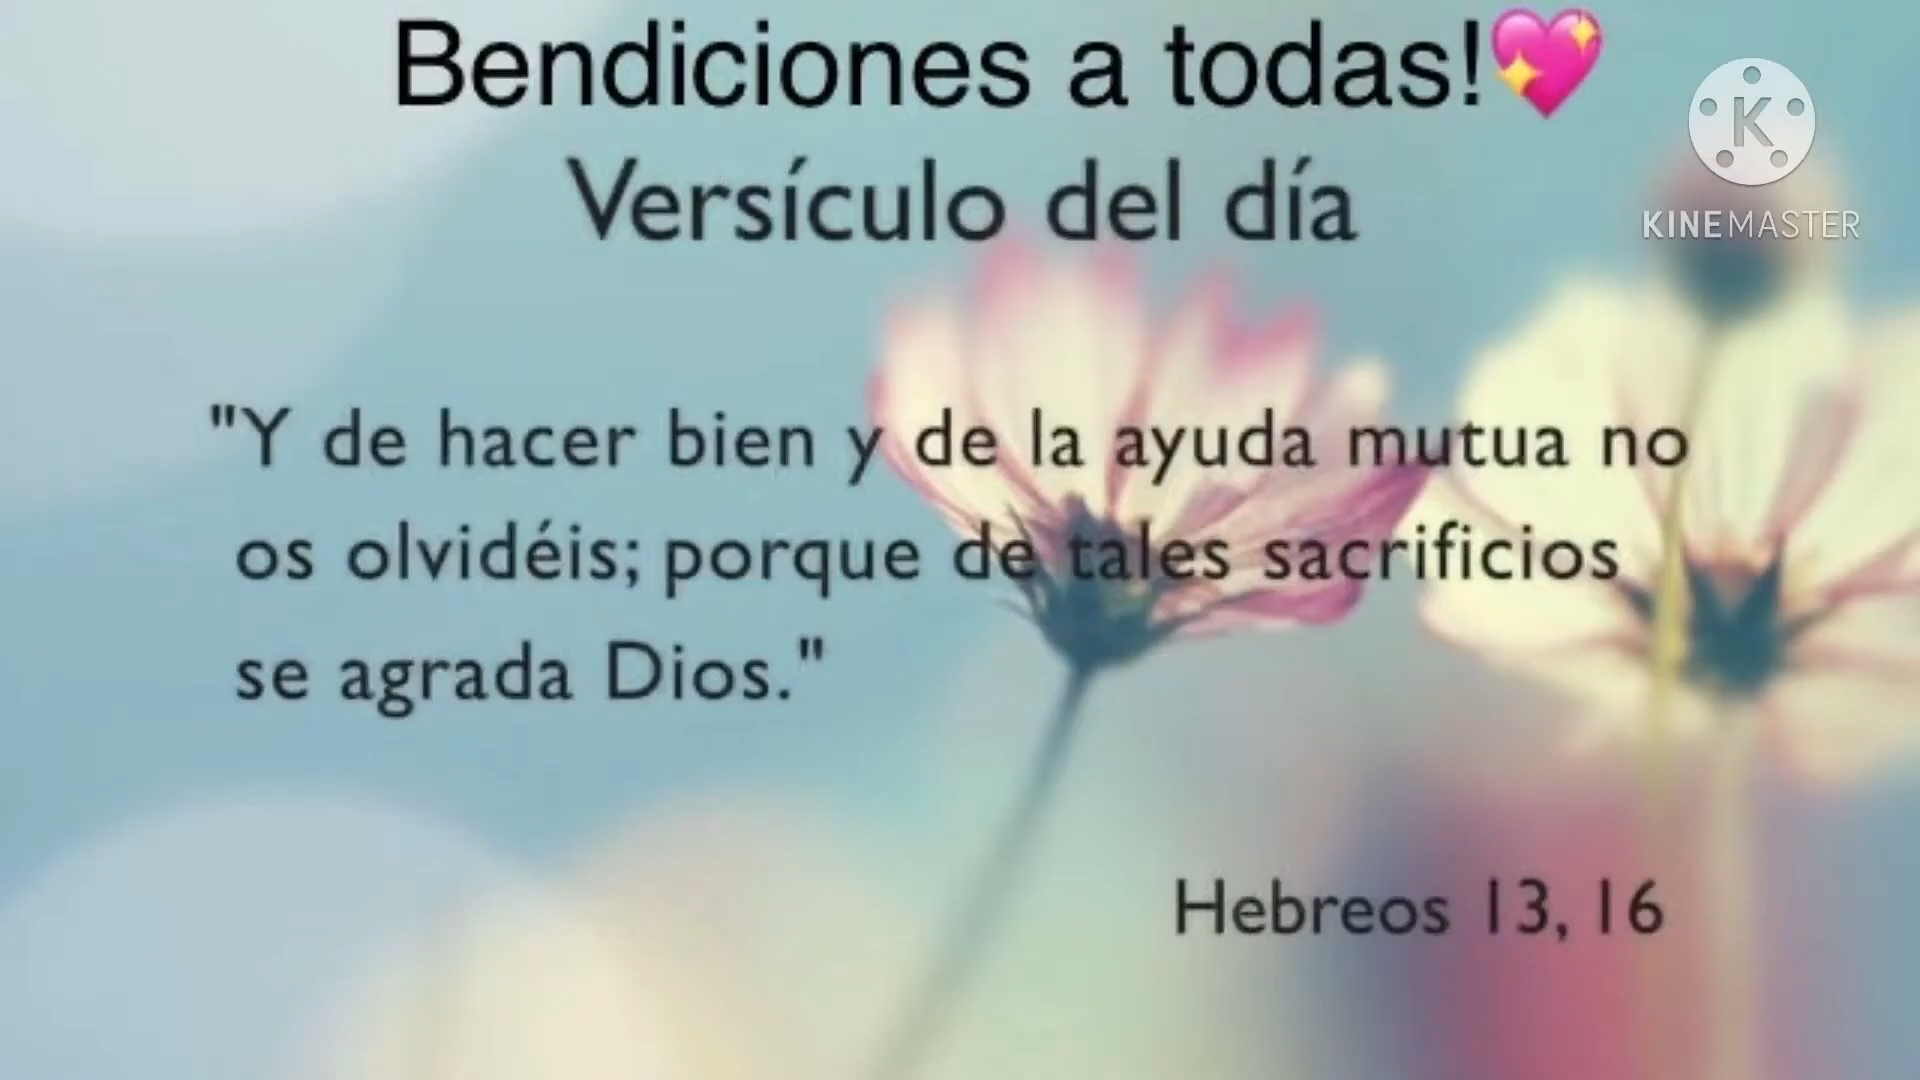 Bendiciones a todas!💖
Versículo del día
"Y de hacer bien y de la ayuda mutua no
os olvidéis; porque de tales sacrificios
se agrada Dios."
Hebreos 13, 16
K
KINEMASTER